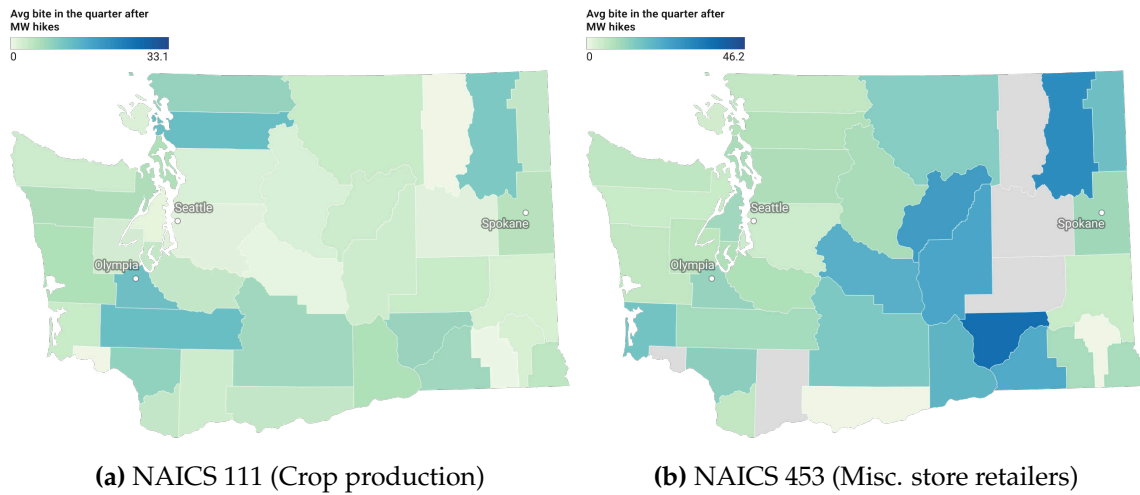 Avg bite in the quarter after
MW hikes
0 33.1
Seattle
Spokane
Olympia
(a) NAICS 111 (Crop production)
Avg bite in the quarter after
MW hikes
0 46.2
Seattle
Spokane
Olympia
(b) NAICS 453 (Misc. store retailers)